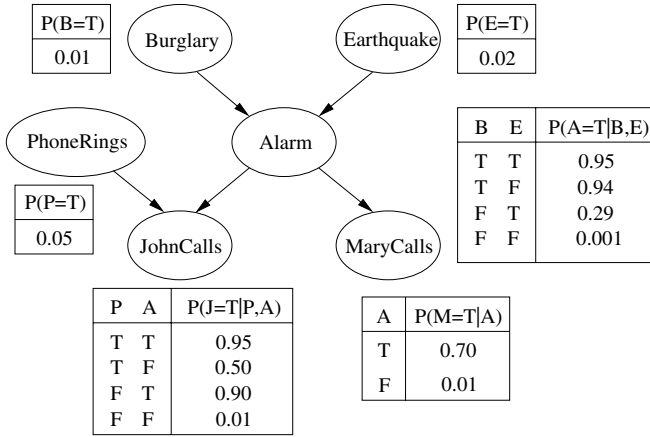 P(B=T)
0.01
Burglary
Earthquake
P(E=T)
0.02
PhoneRings
Alarm
P(P=T)
0.05
JohnCalls
MaryCalls
B E P(A=T|B,E)
T T 0.95
T F 0.94
F T 0.29
F F 0.001
P A P(J=T|P,A)
T T 0.95
T F 0.50
F T 0.90
F F 0.01
A P(M=T|A)
T 0.70
F 0.01